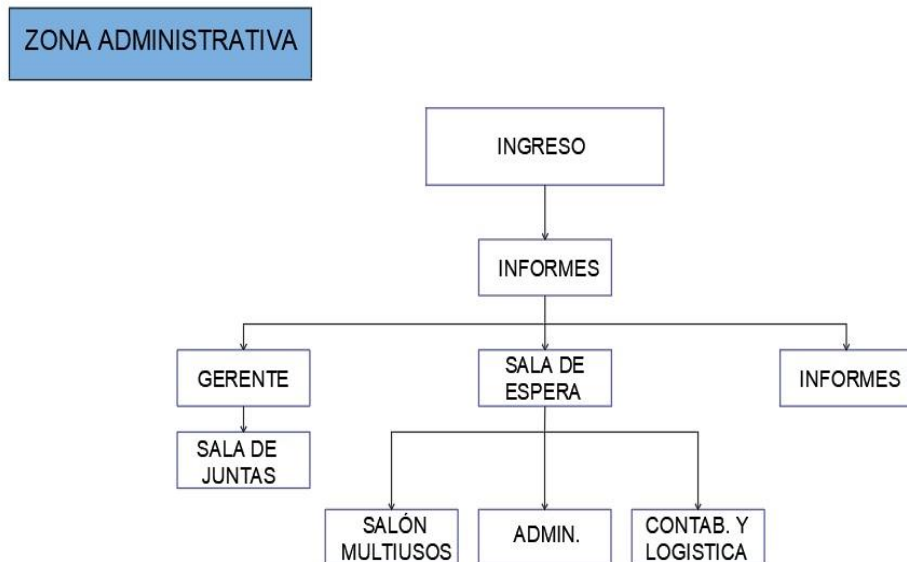 ZONA ADMINISTRATIVA
INGRESO
INFORMES
GERENTE
SALA DE
ESPERA
INFORMES
SALA DE
JUNTAS
SALÓN
MULTIUSOS
ADMIN.
CONTAB. Y
LOGISTICA